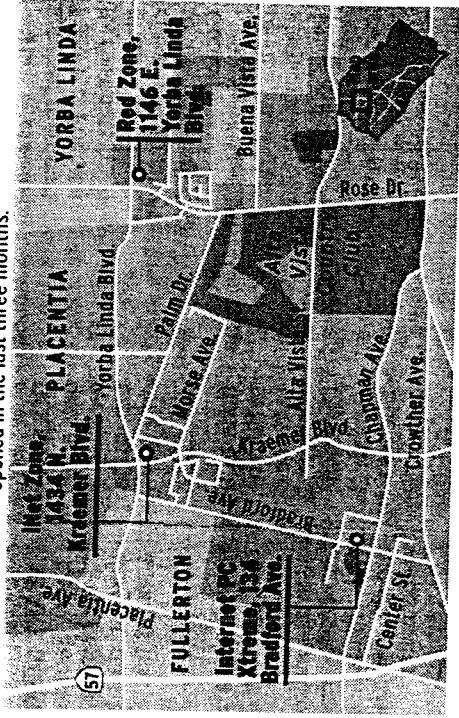 opened in the last three months.
YORBA LINDA
PLACENTIA
FULLERTON
57
iNet Zone,
1434 N.
Kraemer Blvd.
Red Zone,
1146 E.
Yorba Linda
Blvd.
Internet PC
Xtreme, 134
Bradford Ave.
Yorba Linda Blvd
Placentia Ave
Palm Dr.
Morse Ave.
Kraemer Blvd.
Bradford Ave.
Buena Vista Ave.
Rose Dr.
Alta Vista
Alta
Vista
Country
Club
Chapman Ave.
Crowther Ave.
Center St.